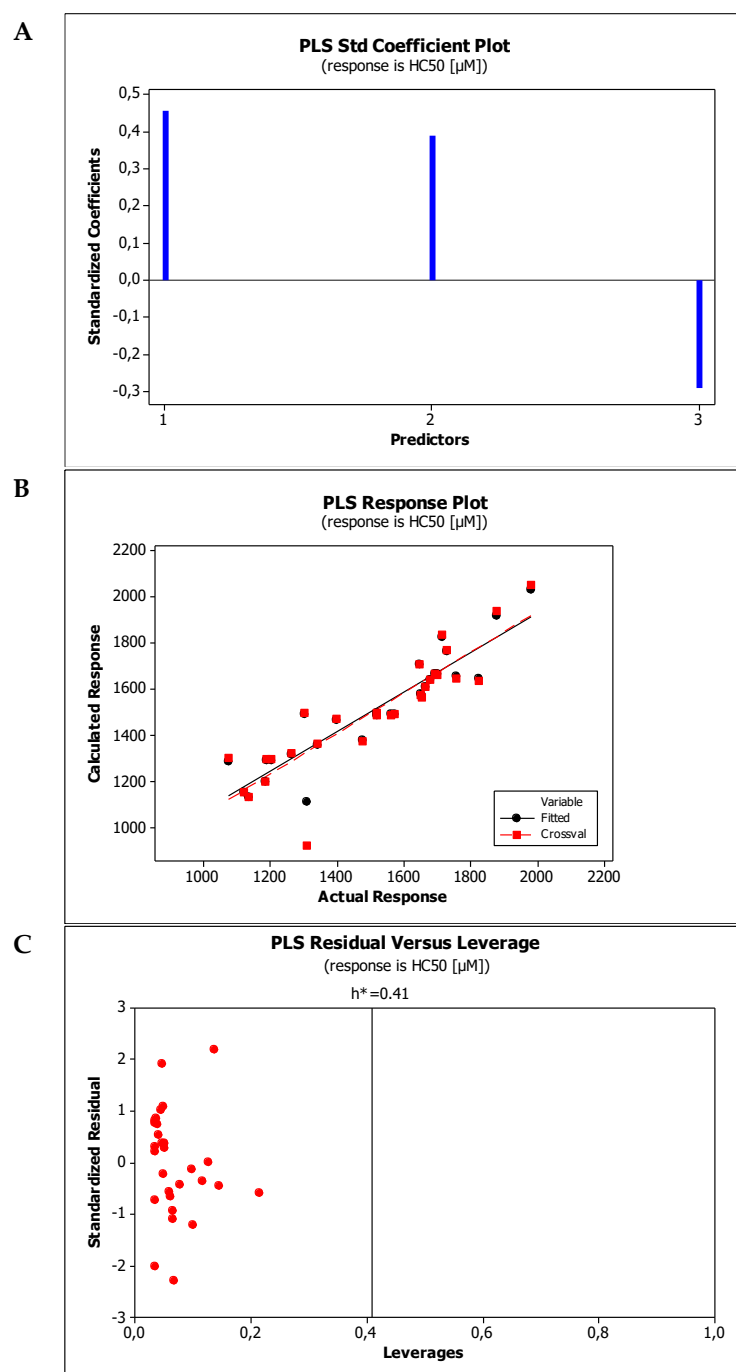 A
PLS Std Coefficient Plot
(response is HC50 [µM])
0,5
0,4
0,3
0,2
0,1
0,0
-0,1
-0,2
-0,3
Standardized Coefficients
1 2 3
Predictors
B
PLS Response Plot
(response is HC50 [µM])
2200
2000
1800
1600
1400
1200
1000
Calculated Response
Variable
Fitted
Crossval
1000 1200 1400 1600 1800 2000 2200
Actual Response
C
PLS Residual Versus Leverage
(response is HC50 [µM])
h*=0.41
3
2
1
0
-1
-2
-3
Standardized Residual
0,0 0,2 0,4 0,6 0,8 1,0
Leverages